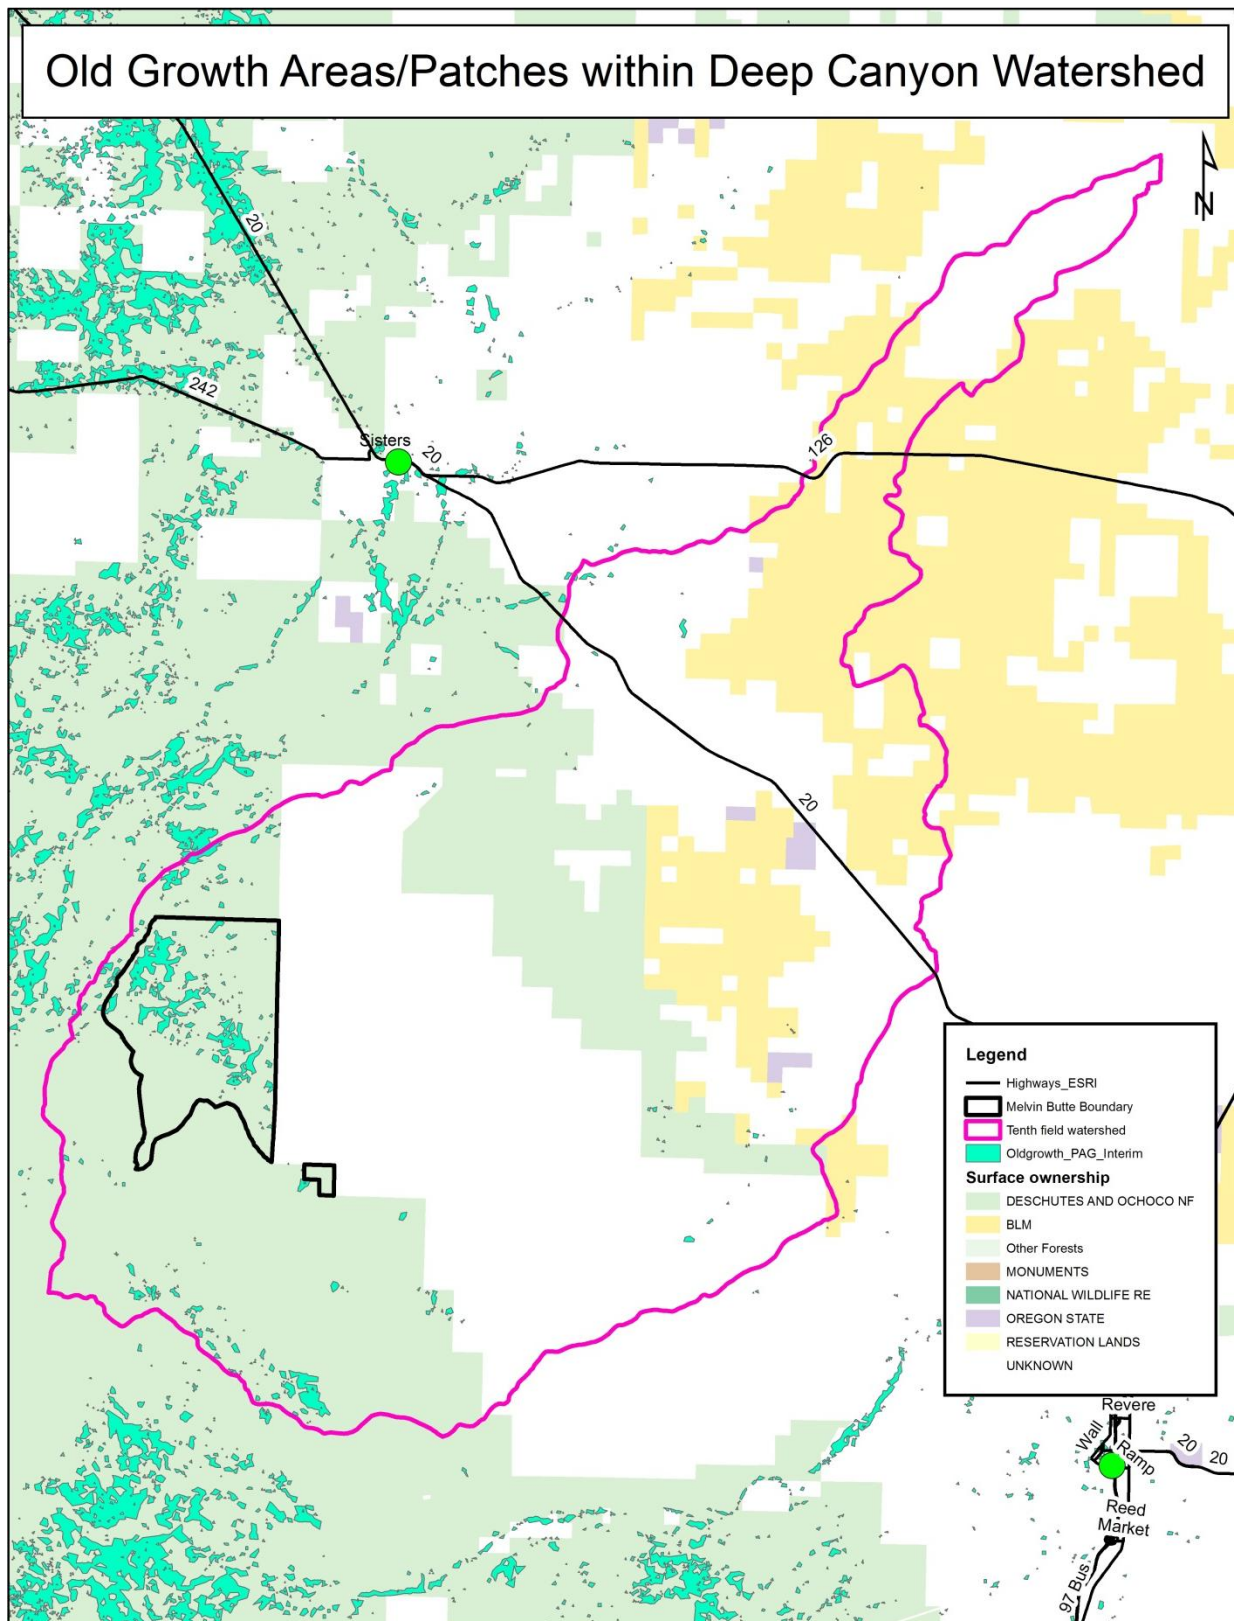 Old Growth Areas/Patches within Deep Canyon Watershed
N
20
242
Sisters
20
126
20
Legend
Highways_ESRI
Melvin Butte Boundary
Tenth field watershed
Oldgrowth_PAG_Interim
Surface ownership
DESCHUTES AND OCHOCO NF
BLM
Other Forests
MONUMENTS
NATIONAL WILDLIFE RE
OREGON STATE
RESERVATION LANDS
UNKNOWN
Revere
Wall
Ramp
20
20
Reed
Market
97 Bus